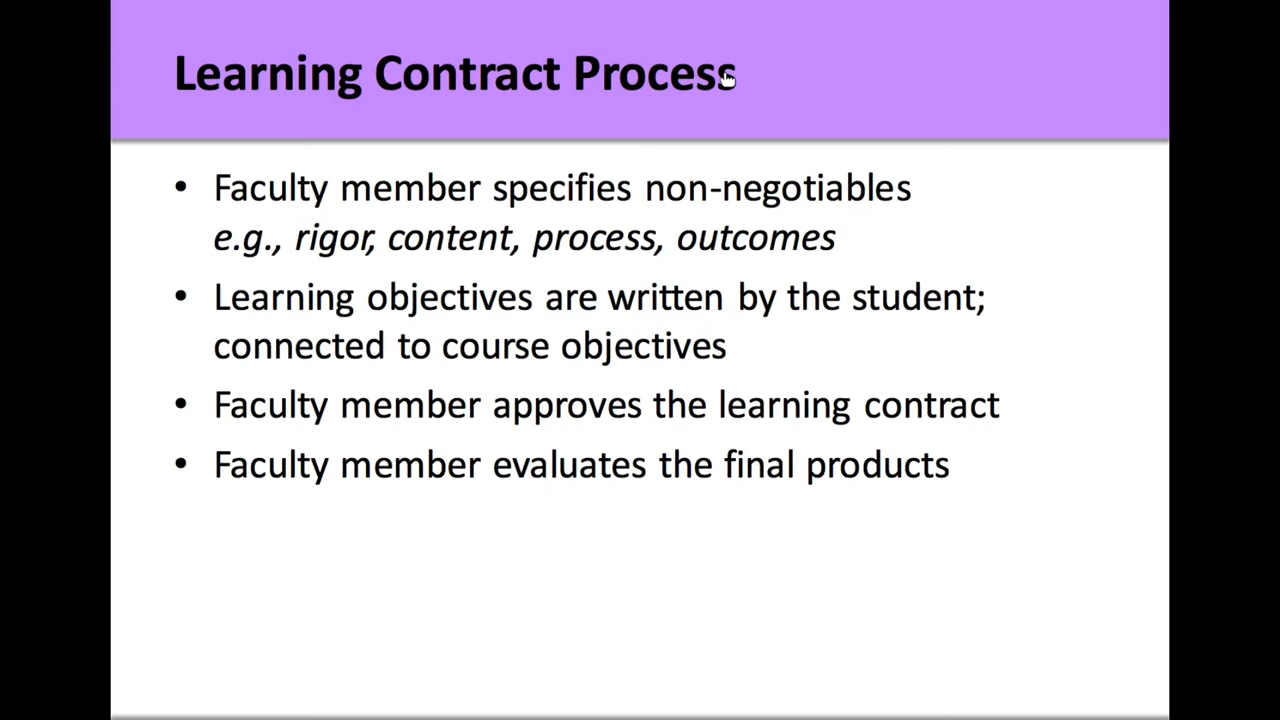 Learning Contract Process
• Faculty member specifies non-negotiables
e.g., rigor, content, process, outcomes
• Learning objectives are written by the student;
connected to course objectives
• Faculty member approves the learning contract
• Faculty member evaluates the final products